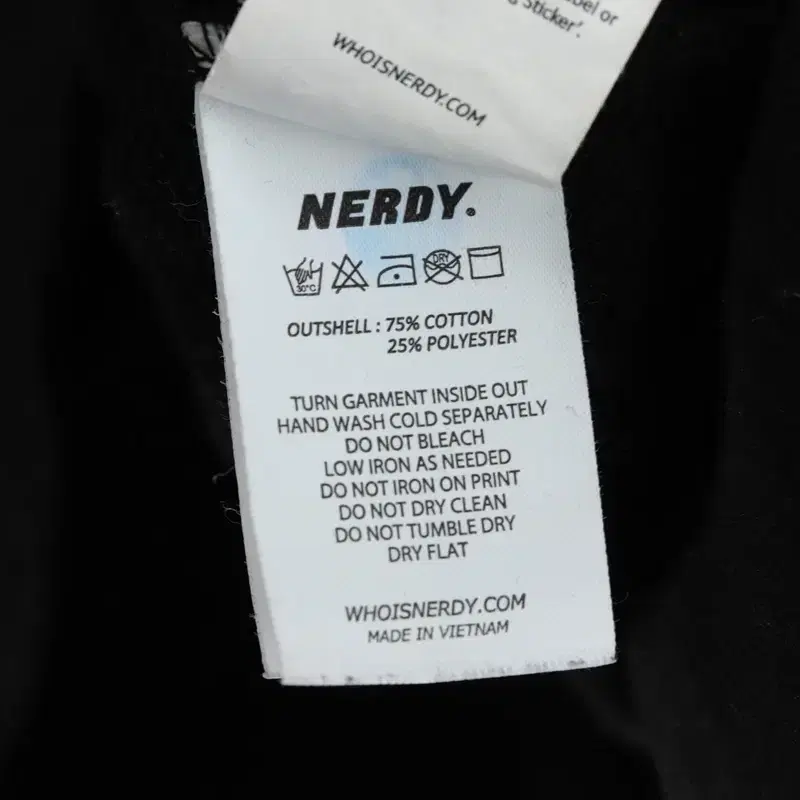 label or
Sticker'.
WHOISNERDY.COM
NERDY.
30°C
DRY
OUTSHELL : 75% COTTON
25% POLYESTER
TURN GARMENT INSIDE OUT
HAND WASH COLD SEPARATELY
DO NOT BLEACH
LOW IRON AS NEEDED
DO NOT IRON ON PRINT
DO NOT DRY CLEAN
DO NOT TUMBLE DRY
DRY FLAT
WHOISNERDY.COM
MADE IN VIETNAM